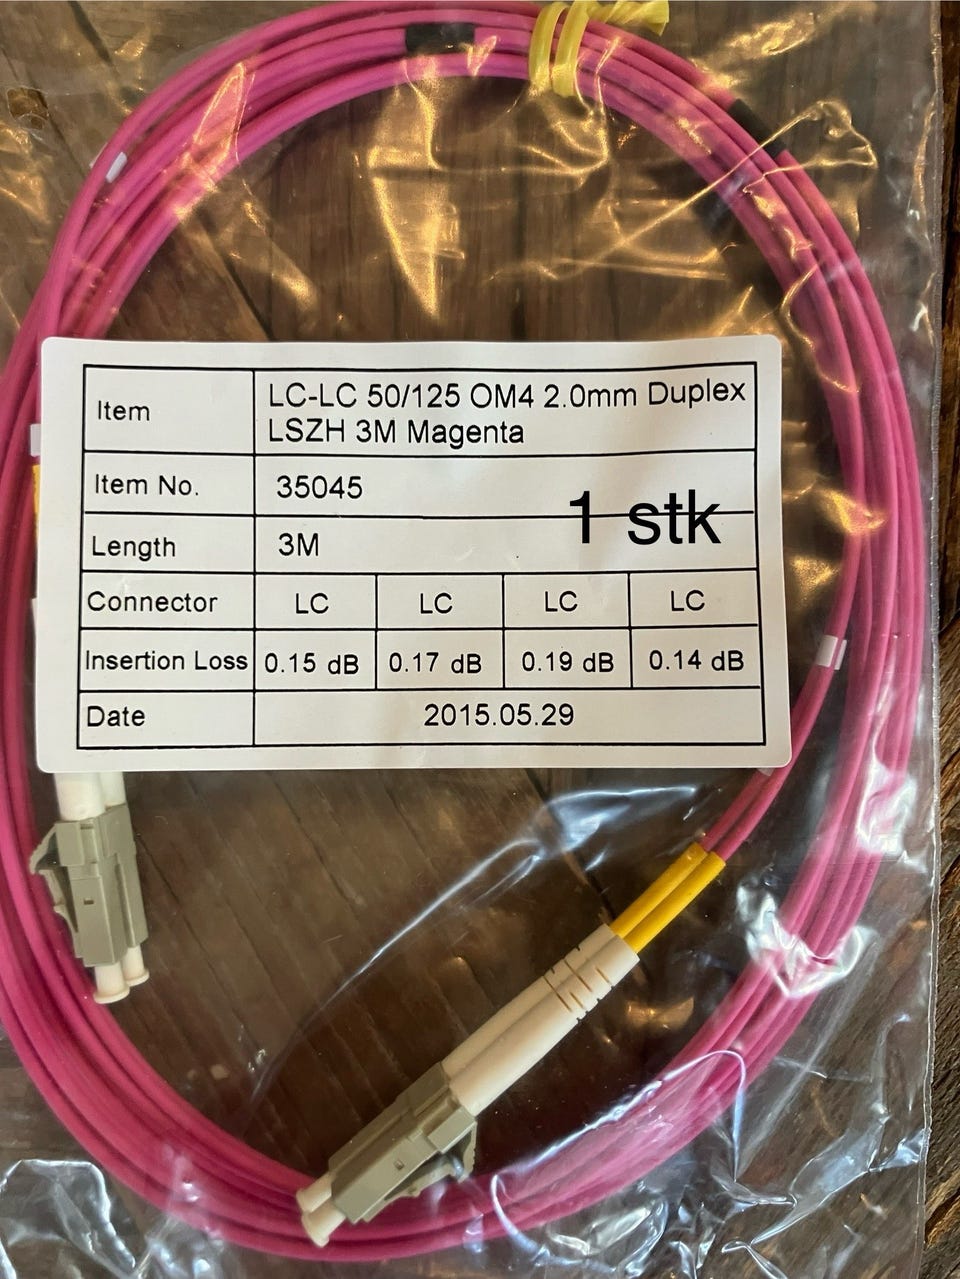 Item
LC-LC 50/125 OM4 2.0mm Duplex
LSZH 3M Magenta
Item No.
35045
1 stk
Length
3M
Connector
LC LC LC LC
Insertion Loss
0.15 dB 0.17 dB 0.19 dB 0.14 dB
Date
2015.05.29